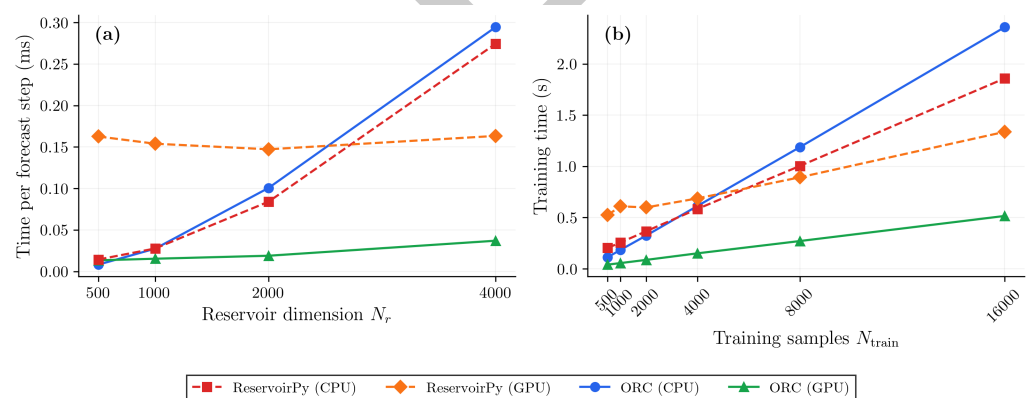 (a)
Time per forecast step (ms)
0.30
0.25
0.20
0.15
0.10
0.05
0.00
500 1000 2000 4000
Reservoir dimension N_r
(b)
Training time (s)
2.0
1.5
1.0
0.5
0.0
500 1000 2000 4000 8000 16000
Training samples N_train
ReservoirPy (CPU) ReservoirPy (GPU) ORC (CPU) ORC (GPU)